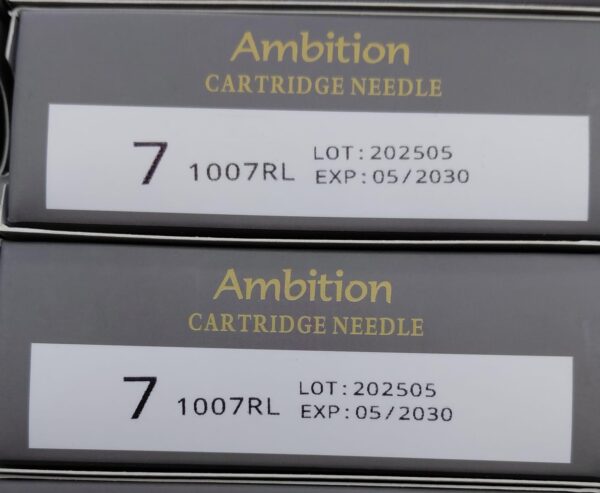 Ambition
CARTRIDGE NEEDLE
7 1007RL LOT:202505
EXP:05/2030
Ambition
CARTRIDGE NEEDLE
7 1007RL LOT:202505
EXP:05/2030